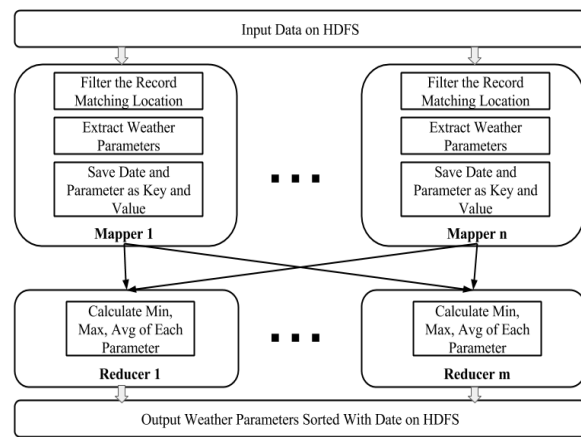 Input Data on HDFS
Filter the Record
Matching Location
Extract Weather
Parameters
Save Date and
Parameter as Key and
Value
Mapper 1
Filter the Record
Matching Location
Extract Weather
Parameters
Save Date and
Parameter as Key and
Value
Mapper n
Calculate Min,
Max, Avg of Each
Parameter
Reducer 1
Calculate Min,
Max, Avg of Each
Parameter
Reducer m
Output Weather Parameters Sorted With Date on HDFS